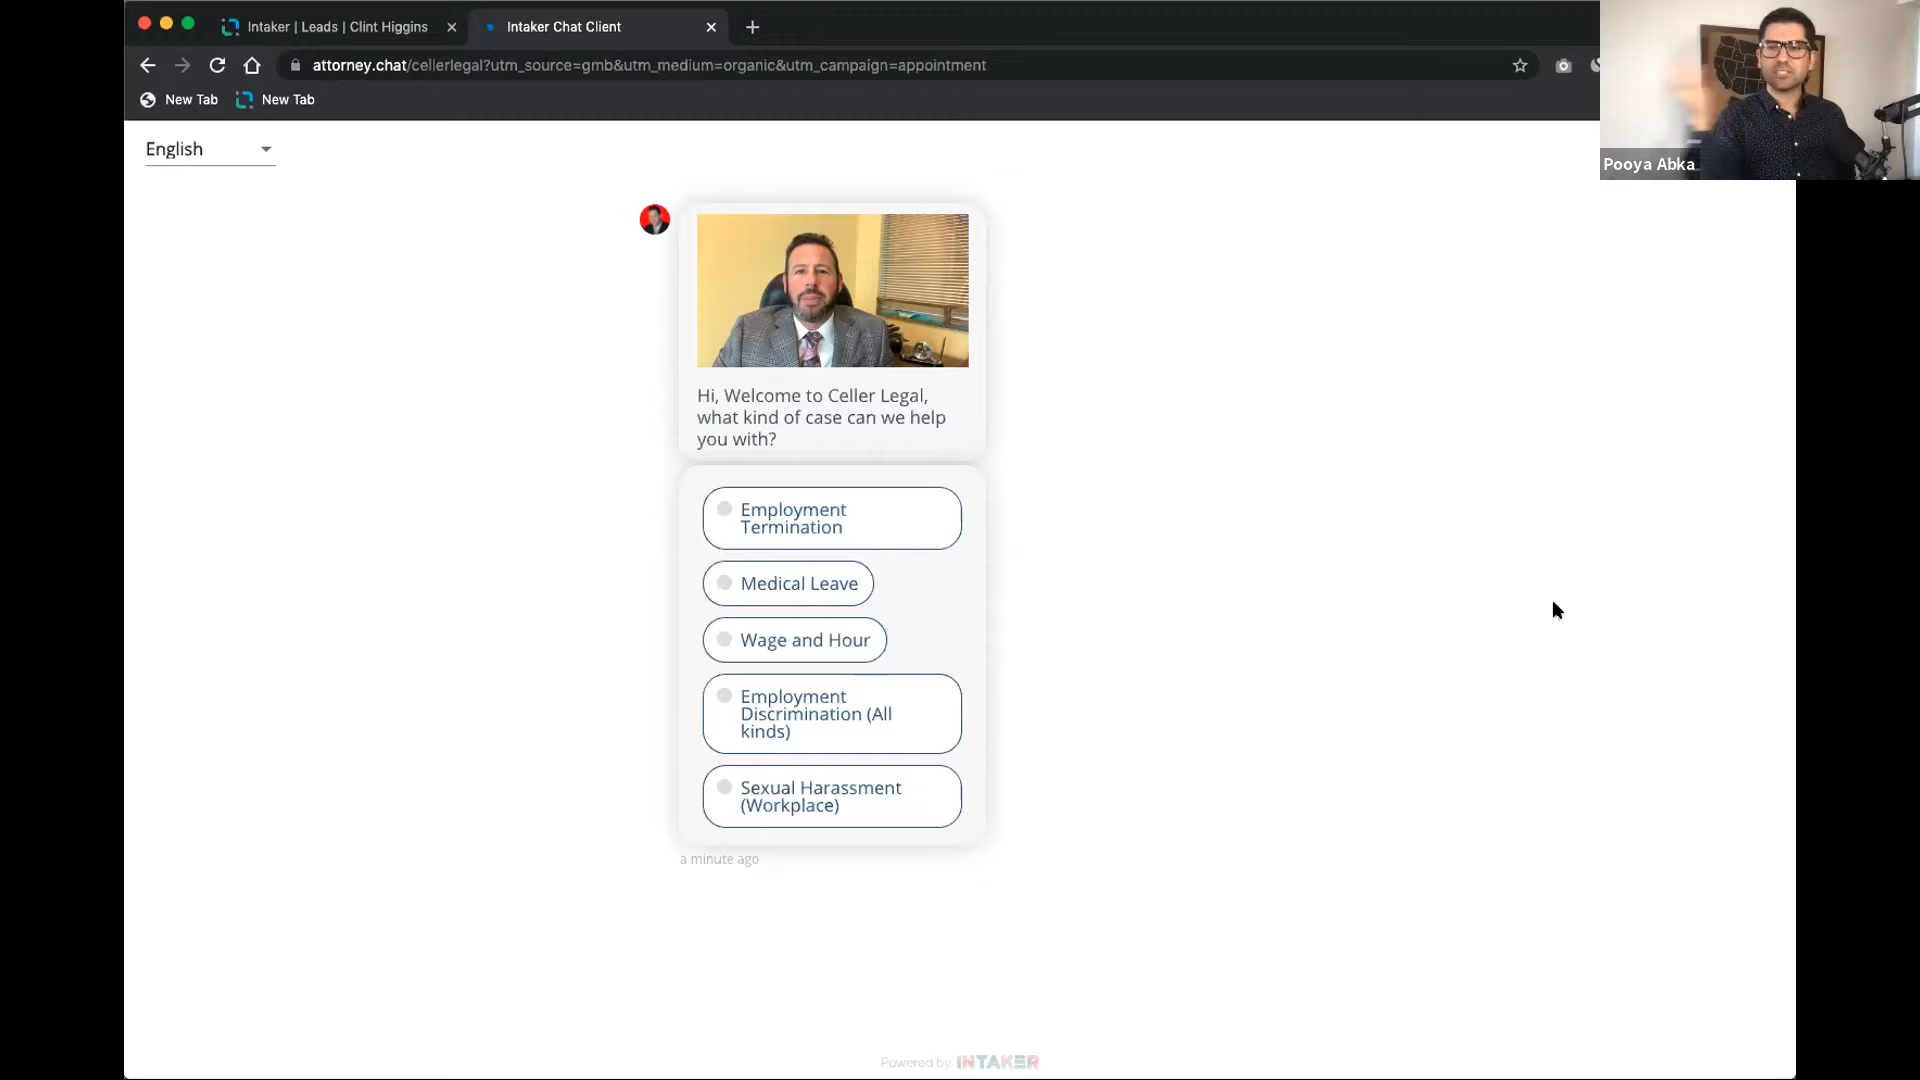 Intaker | Leads | Clint Higgins
Intaker Chat Client
attorney.chat/cellerlegal?utm_source=gmb&utm_medium=organic&utm_campaign=appointment
New Tab
New Tab
Pooya Abka
English
Hi, Welcome to Celler Legal,
what kind of case can we help
you with?
Employment
Termination
Medical Leave
Wage and Hour
Employment
Discrimination (All
kinds)
Sexual Harassment
(Workplace)
a minute ago
Powered by INTAKER